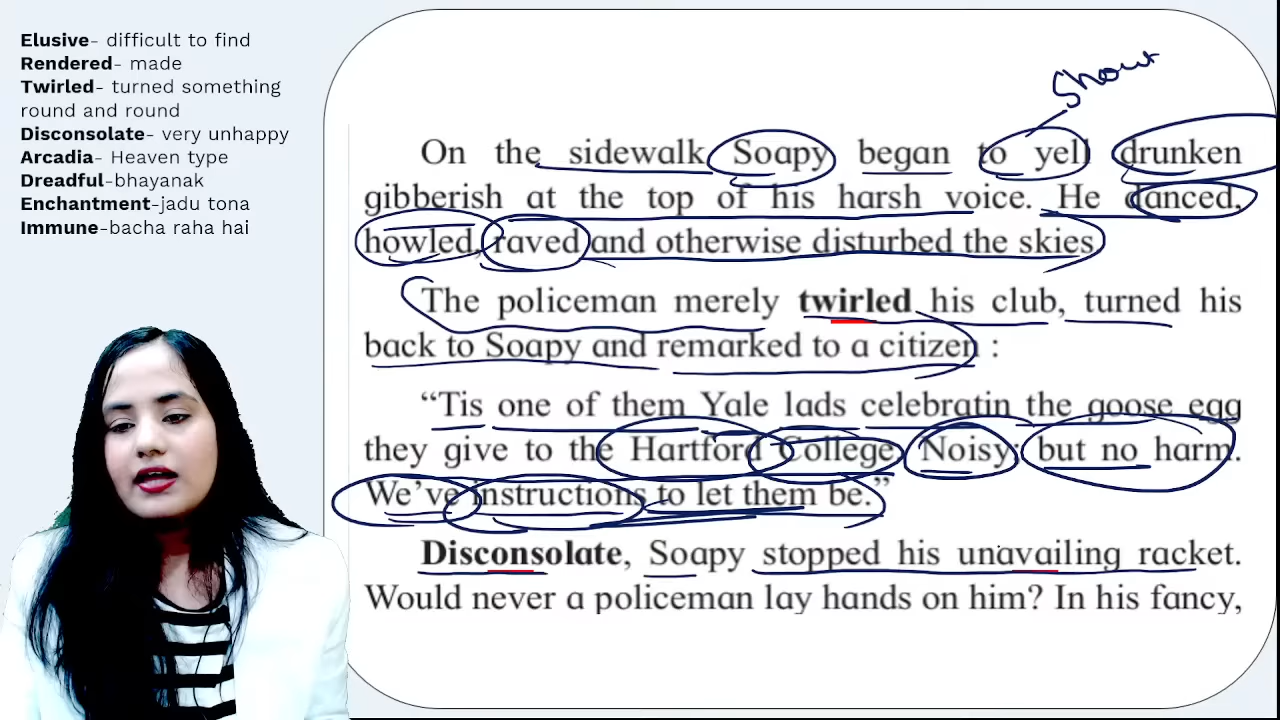 Elusive- difficult to find
Rendered- made
Twirled- turned something
round and round
Disconsolate- very unhappy
Arcadia- Heaven type
Dreadful-bhayanak
Enchantment-jadu tona
Immune-bacha raha hai
Shout
On the sidewalk Soapy began to yell drunken
gibberish at the top of his harsh voice. He danced,
howled, raved and otherwise disturbed the skies
The policeman merely twirled his club, turned his
back to Soapy and remarked to a citizen :
“Tis one of them Yale lads celebratin the goose egg
they give to the Hartford College Noisy; but no harm.
We’ve instructions to let them be.”
Disconsolate, Soapy stopped his unavailing racket.
Would never a policeman lay hands on him? In his fancy,